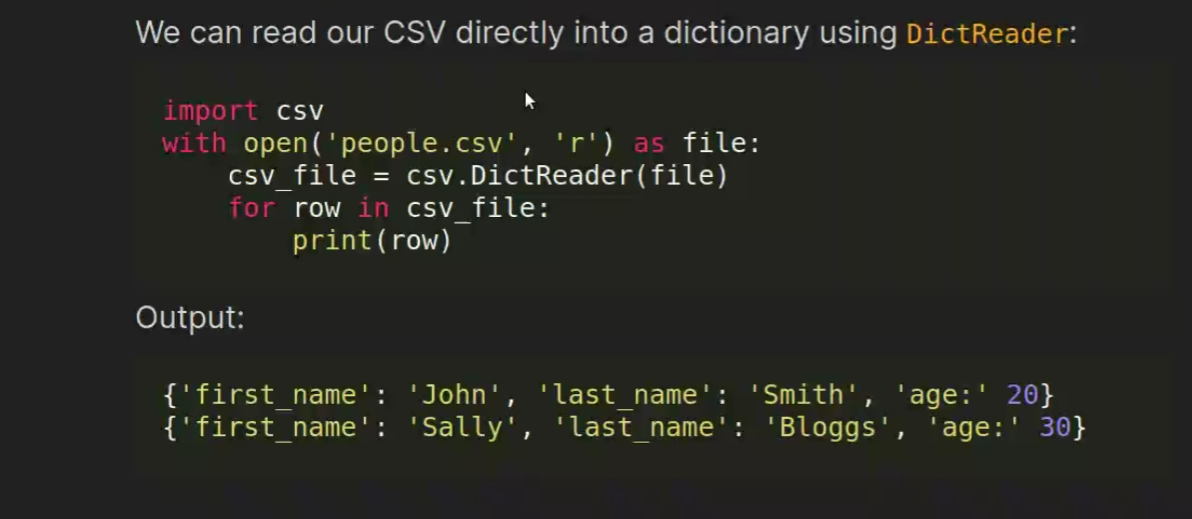 We can read our CSV directly into a dictionary using DictReader:
import csv
with open('people.csv', 'r') as file:
    csv_file = csv.DictReader(file)
    for row in csv_file:
        print(row)
Output:
{'first_name': 'John', 'last_name': 'Smith', 'age:' 20}
{'first_name': 'Sally', 'last_name': 'Bloggs', 'age:' 30}